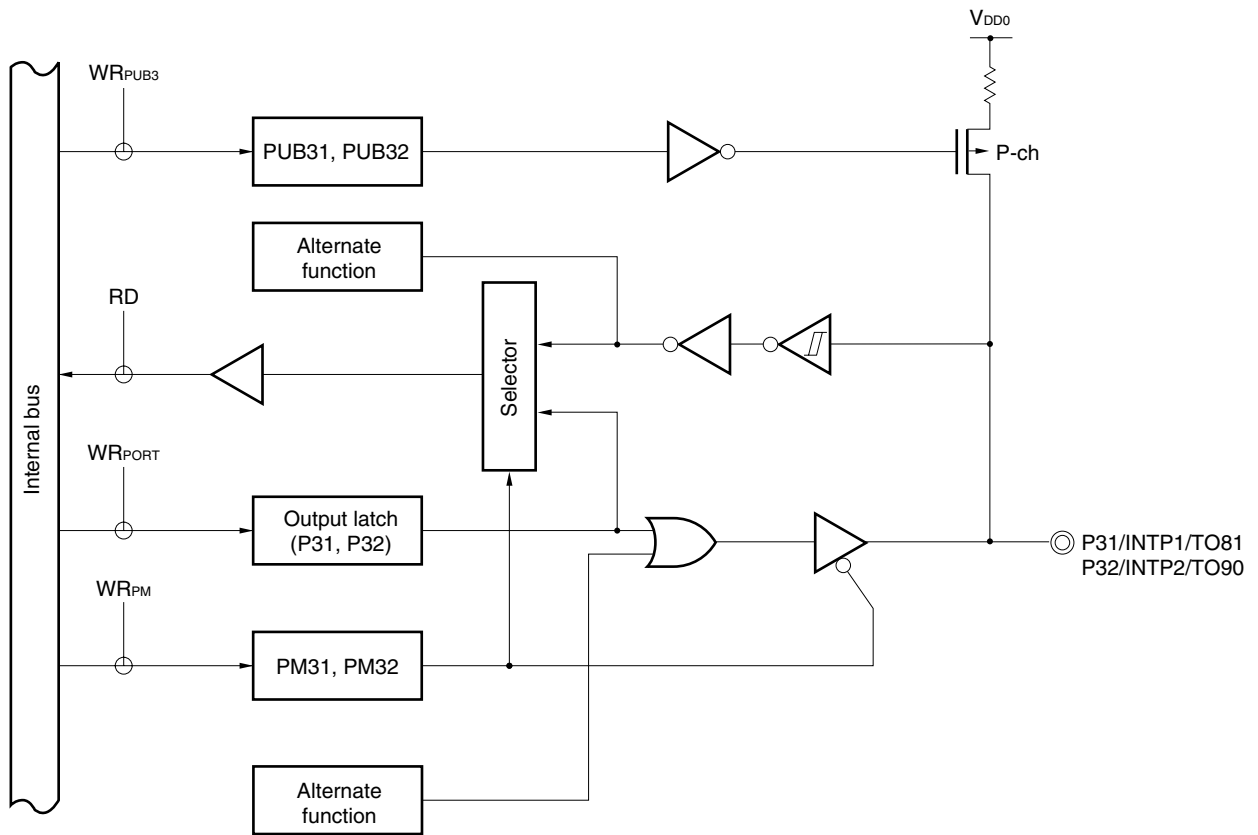 VDD0
WRPUB3
PUB31, PUB32
P-ch
Alternate
function
RD
Selector
Internal bus
WRPORT
Output latch
(P31, P32)
P31/INTP1/TO81
P32/INTP2/TO90
WRPM
PM31, PM32
Alternate
function